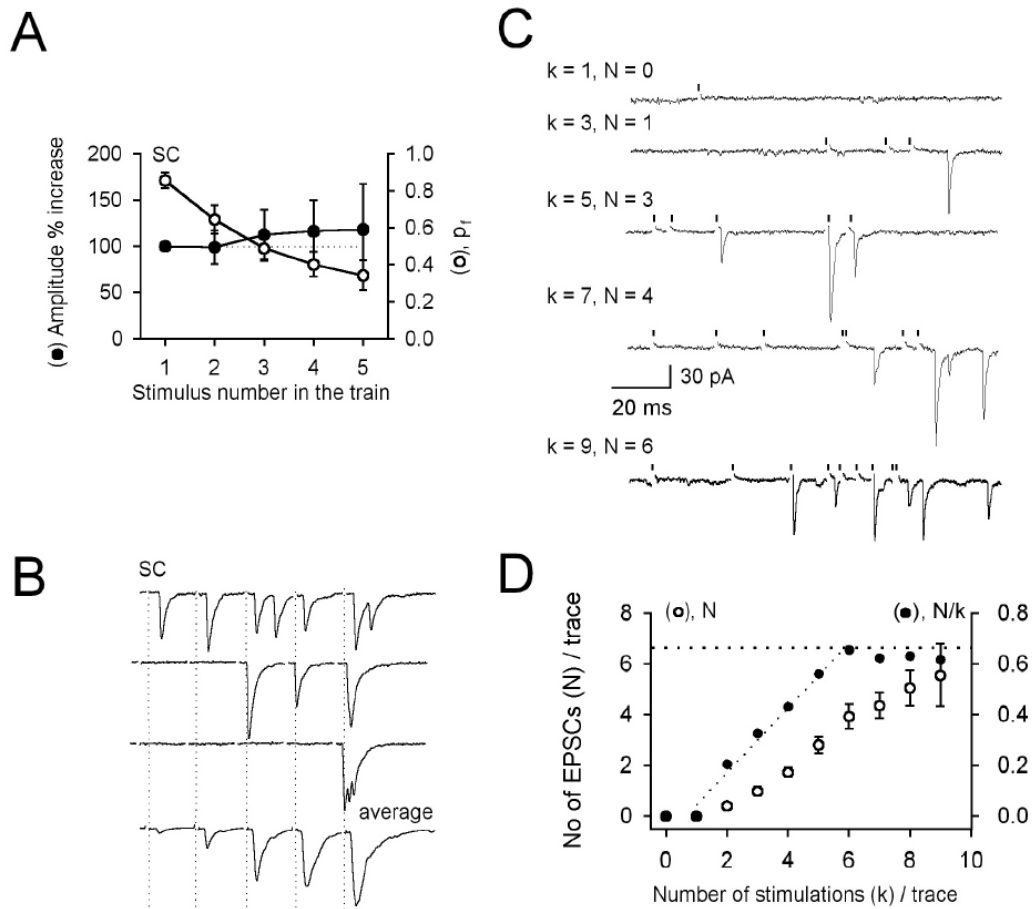 A
SC
200
150
100
50
0
1.0
0.8
0.6
0.4
0.2
0.0
(●) Amplitude % increase
(o), pf
1 2 3 4 5
Stimulus number in the train
B
SC
average
C
k = 1, N = 0
k = 3, N = 1
k = 5, N = 3
k = 7, N = 4
30 pA
20 ms
k = 9, N = 6
D
(o), N
(●), N/k
8
6
4
2
0
0.8
0.6
0.4
0.2
0.0
No of EPSCs (N) / trace
0 2 4 6 8 10
Number of stimulations (k) / trace